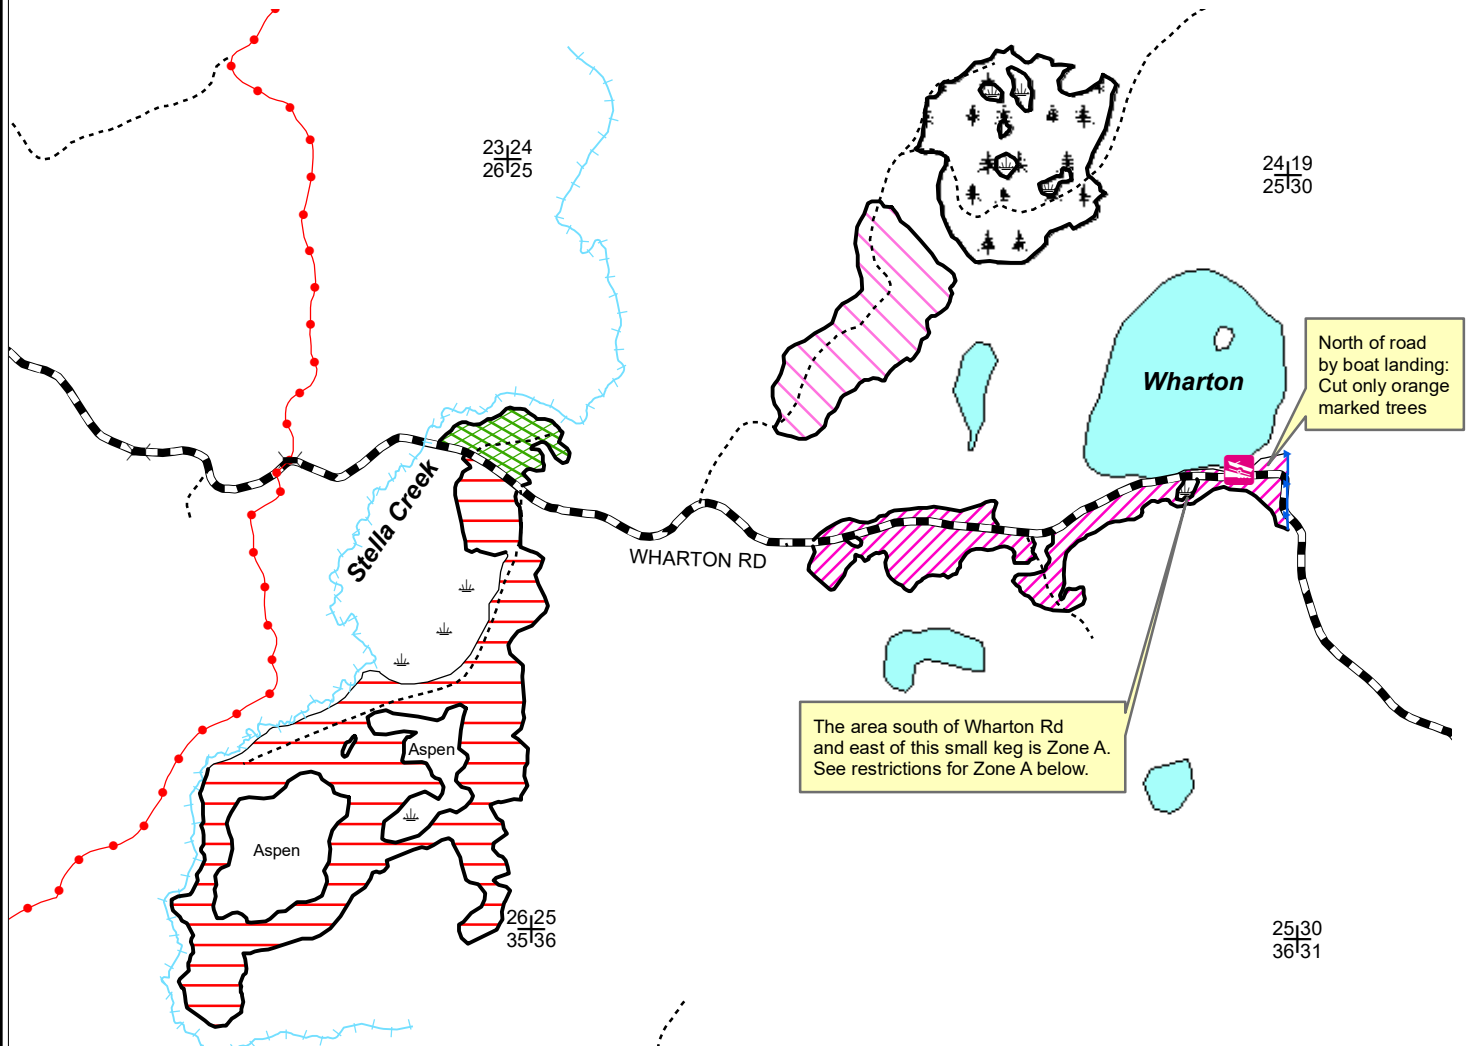 23 24
26 25
24 19
25 30
North of road
by boat landing:
Cut only orange
marked trees
Wharton
Stella Creek
WHARTON RD
The area south of Wharton Rd
and east of this small keg is Zone A.
See restrictions for Zone A below.
Aspen
Aspen
26 25
35 36
25 30
36 31